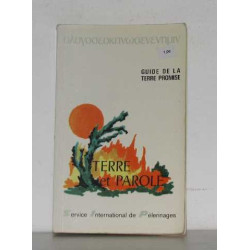 GUIDE DE LA
TERRE PROMISE
TERRE
et PAROLE
Service International de Pèlerinages